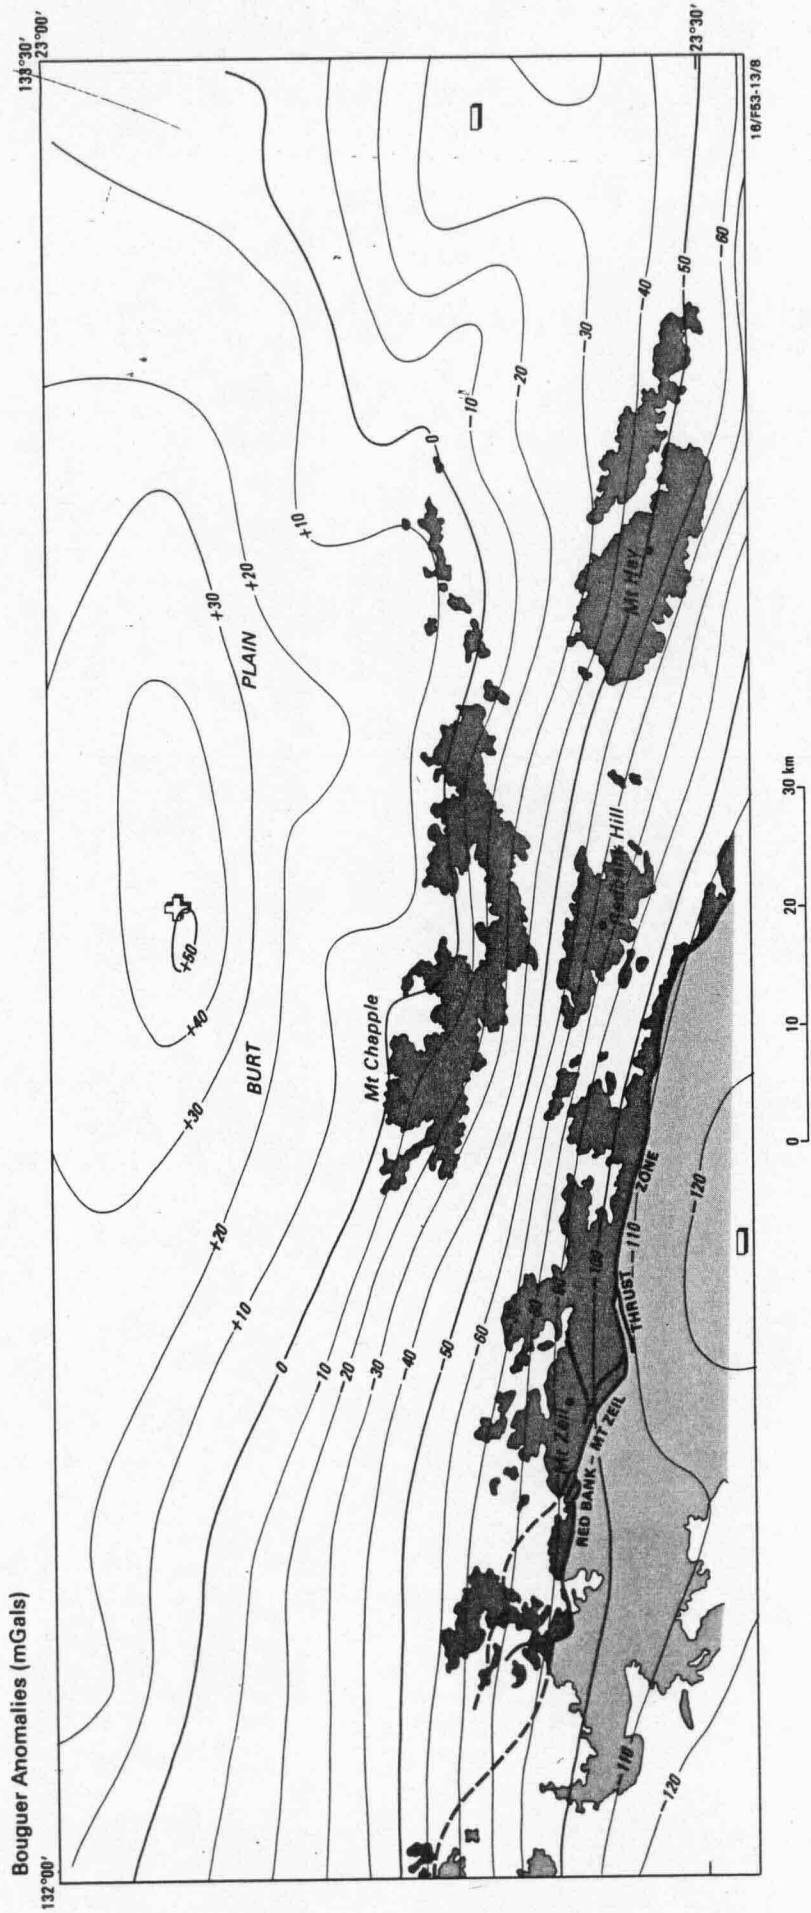 Bouguer Anomalies (mGals)
132°00'
133°30'
23°00'
23°30'
+10
+20
+30
PLAIN
+50
+40
+30
BURT
+20
+10
0
−10
−20
−30
−40
−50
−60
0
−10
−20
−30
−40
−50
−60
Mt Chapple
Mt Hay
Redbank Hill
Mt Zeil
−100
RED BANK – MT ZEIL
THRUST
−110
ZONE
−120
−110
−120
0 10 20 30 km
16/F53-13/8